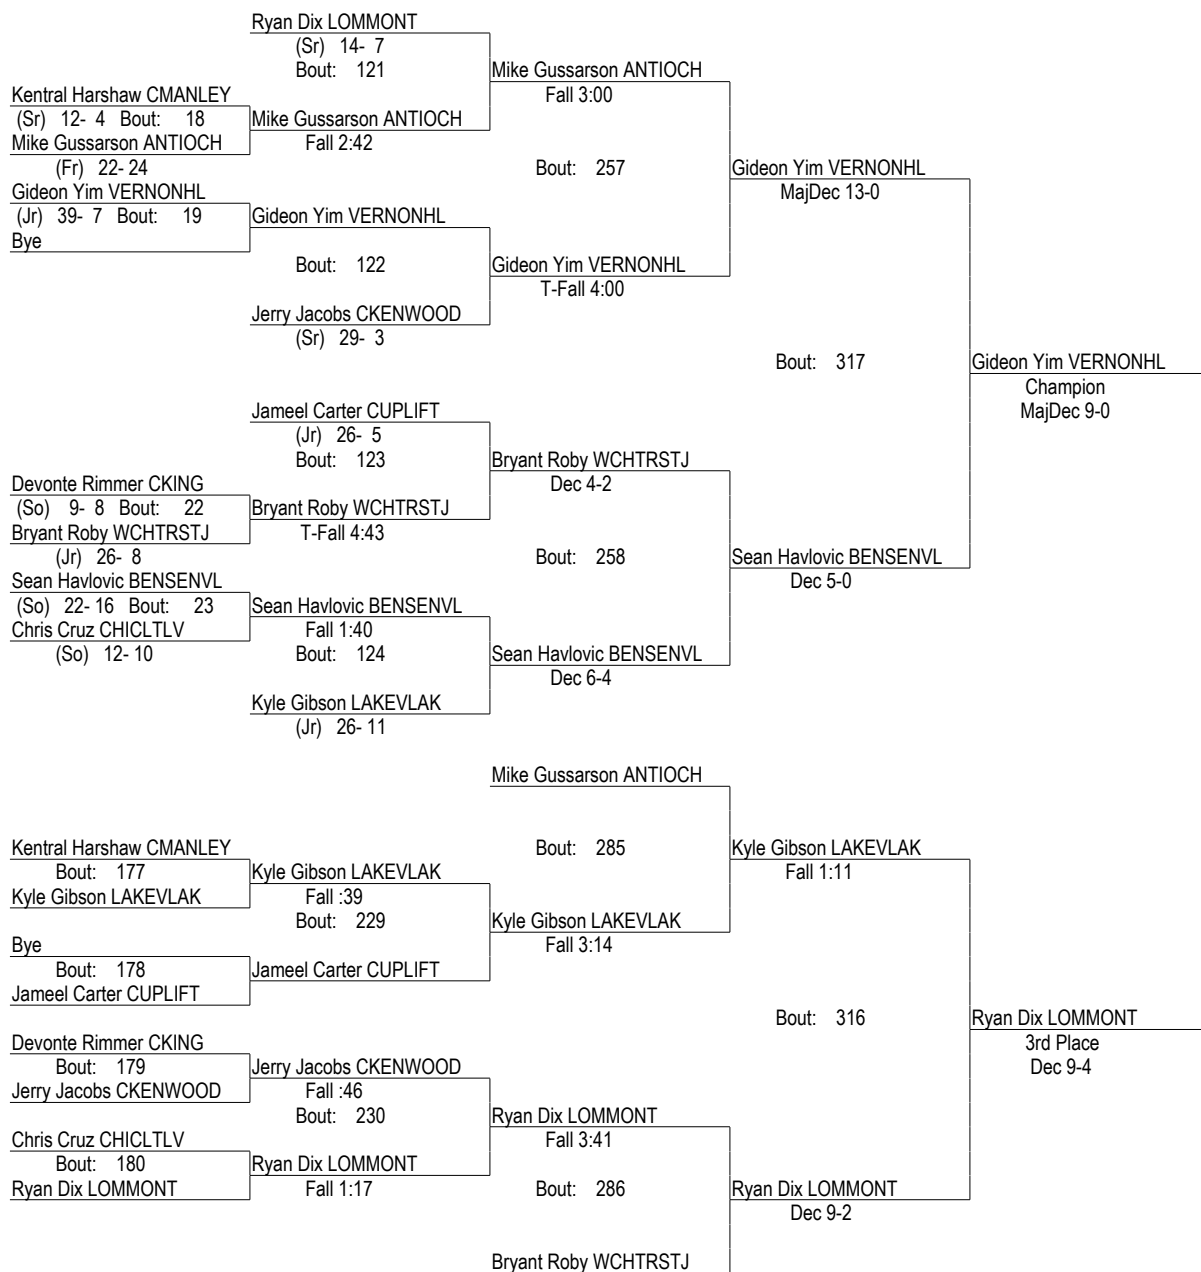 Ryan Dix LOMMONT
(Sr) 14- 7
Bout: 121
Mike Gussarson ANTIOCH
Fall 3:00
Kentral Harshaw CMANLEY
(Sr) 12- 4 Bout: 18
Mike Gussarson ANTIOCH
Fall 2:42
Mike Gussarson ANTIOCH
(Fr) 22- 24
Bout: 257
Gideon Yim VERNONHL
MajDec 13-0
Gideon Yim VERNONHL
(Jr) 39- 7 Bout: 19
Bye
Gideon Yim VERNONHL
Bout: 122
Gideon Yim VERNONHL
T-Fall 4:00
Jerry Jacobs CKENWOOD
(Sr) 29- 3
Bout: 317
Gideon Yim VERNONHL
Champion
MajDec 9-0
Jameel Carter CUPLIFT
(Jr) 26- 5
Bout: 123
Bryant Roby WCHTRSTJ
Dec 4-2
Devonte Rimmer CKING
(So) 9- 8 Bout: 22
Bryant Roby WCHTRSTJ
T-Fall 4:43
Bryant Roby WCHTRSTJ
(Jr) 26- 8
Bout: 258
Sean Havlovic BENSENVL
Dec 5-0
Sean Havlovic BENSENVL
(So) 22- 16 Bout: 23
Sean Havlovic BENSENVL
Fall 1:40
Chris Cruz CHICLTLV
(So) 12- 10
Bout: 124
Sean Havlovic BENSENVL
Dec 6-4
Kyle Gibson LAKEVLAK
(Jr) 26- 11
Mike Gussarson ANTIOCH
Bout: 285
Kyle Gibson LAKEVLAK
Fall 1:11
Kentral Harshaw CMANLEY
Bout: 177
Kyle Gibson LAKEVLAK
Kyle Gibson LAKEVLAK
Fall :39
Bout: 229
Kyle Gibson LAKEVLAK
Fall 3:14
Bye
Bout: 178
Jameel Carter CUPLIFT
Jameel Carter CUPLIFT
Bout: 316
Ryan Dix LOMMONT
3rd Place
Dec 9-4
Devonte Rimmer CKING
Bout: 179
Jerry Jacobs CKENWOOD
Jerry Jacobs CKENWOOD
Fall :46
Bout: 230
Ryan Dix LOMMONT
Fall 3:41
Chris Cruz CHICLTLV
Bout: 180
Ryan Dix LOMMONT
Ryan Dix LOMMONT
Fall 1:17
Bout: 286
Ryan Dix LOMMONT
Dec 9-2
Bryant Roby WCHTRSTJ